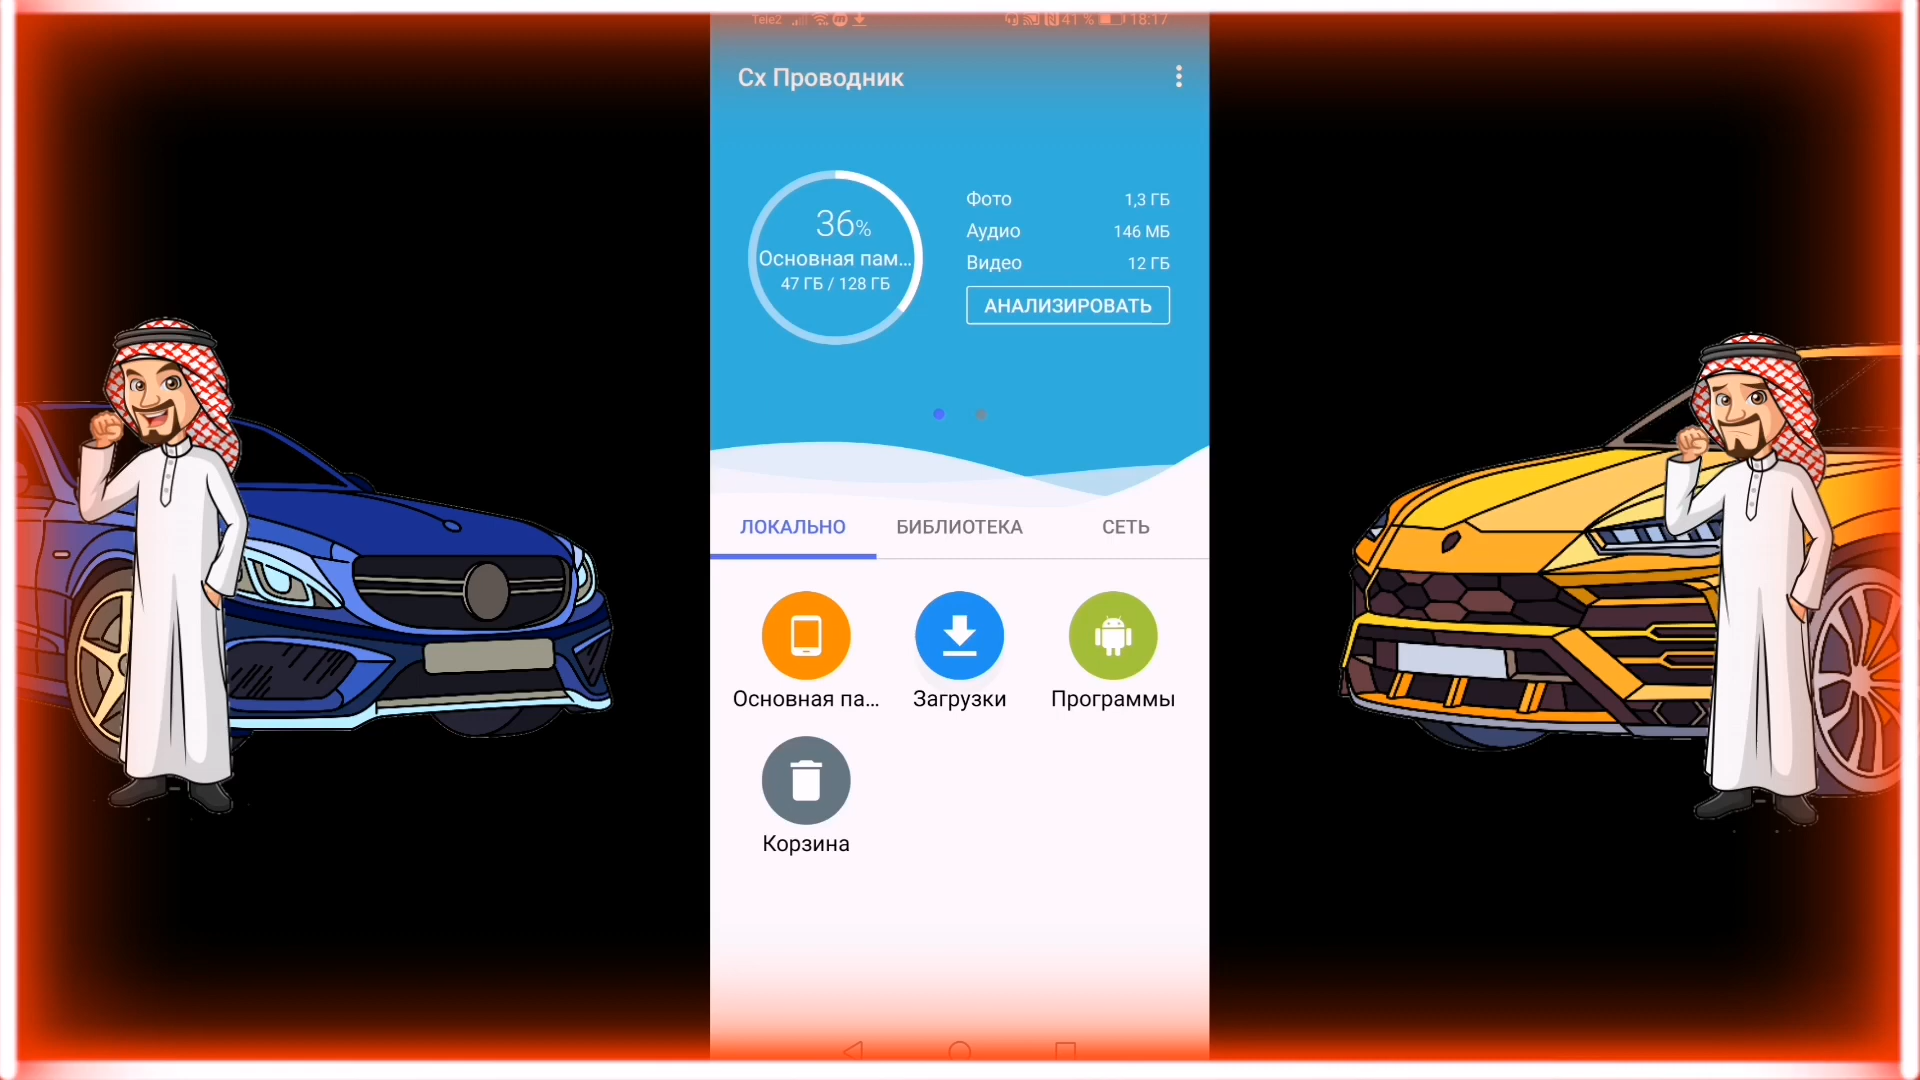 Tele2 41 % 18:17
Cx Проводник
36%
Основная пам...
47 ГБ / 128 ГБ
Фото 1,3 ГБ
Аудио 146 МБ
Видео 12 ГБ
АНАЛИЗИРОВАТЬ
ЛОКАЛЬНО БИБЛИОТЕКА СЕТЬ
Основная па... Загрузки Программы
Корзина